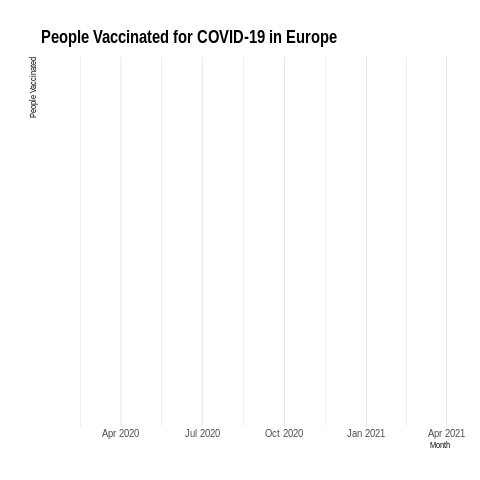 People Vaccinated for COVID-19 in Europe
People Vaccinated
Apr 2020 Jul 2020 Oct 2020 Jan 2021 Apr 2021
Month